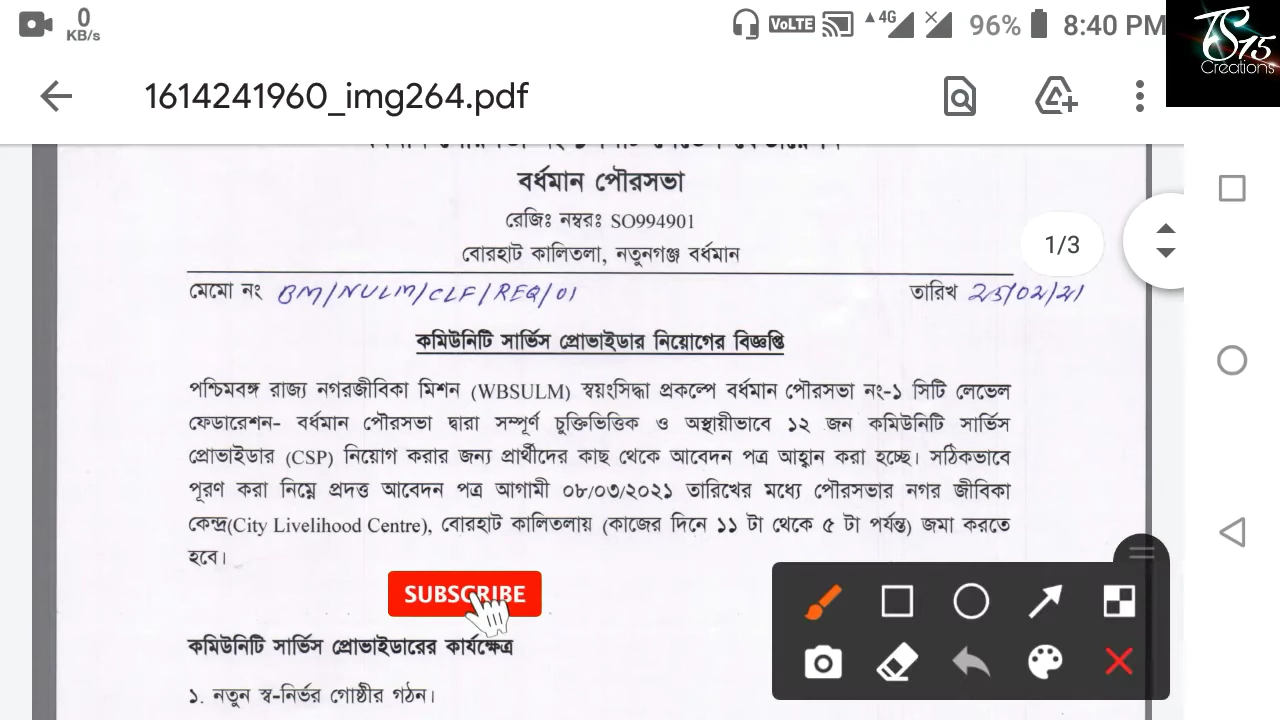 0
KB/s
VoLTE
4G
96%
8:40 PM
TS15
Creations
1614241960_img264.pdf
বর্ধমান পৌরসভা
রেজিঃ নম্বরঃ SO994901
1/3
বোরহাট কালিতলা, নতুনগঞ্জ বর্ধমান
মেমো নং BM/NULM/CLF/REQ/01 তারিখ 25/02/21
কমিউনিটি সার্ভিস প্রোভাইডার নিয়োগের বিজ্ঞপ্তি
পশ্চিমবঙ্গ রাজ্য নগরজীবিকা মিশন (WBSULM) স্বয়ংসিদ্ধা প্রকল্পে বর্ধমান পৌরসভা নং-১ সিটি লেভেল
ফেডারেশন- বর্ধমান পৌরসভা দ্বারা সম্পূর্ণ চুক্তিভিত্তিক ও অস্থায়ীভাবে ১২ জন কমিউনিটি সার্ভিস
প্রোভাইডার (CSP) নিয়োগ করার জন্য প্রার্থীদের কাছ থেকে আবেদন পত্র আহ্বান করা হচ্ছে। সঠিকভাবে
পূরণ করা নিম্নে প্রদত্ত আবেদন পত্র আগামী ০৮/০৩/২০২১ তারিখের মধ্যে পৌরসভার নগর জীবিকা
কেন্দ্র(City Livelihood Centre), বোরহাট কালিতলায় (কাজের দিনে ১১ টা থেকে ৫ টা পর্যন্ত) জমা করতে
হবে।
SUBSCRIBE
কমিউনিটি সার্ভিস প্রোভাইডারের কার্যক্ষেত্র
১. নতুন স্ব-নির্ভর গোষ্ঠীর গঠন।